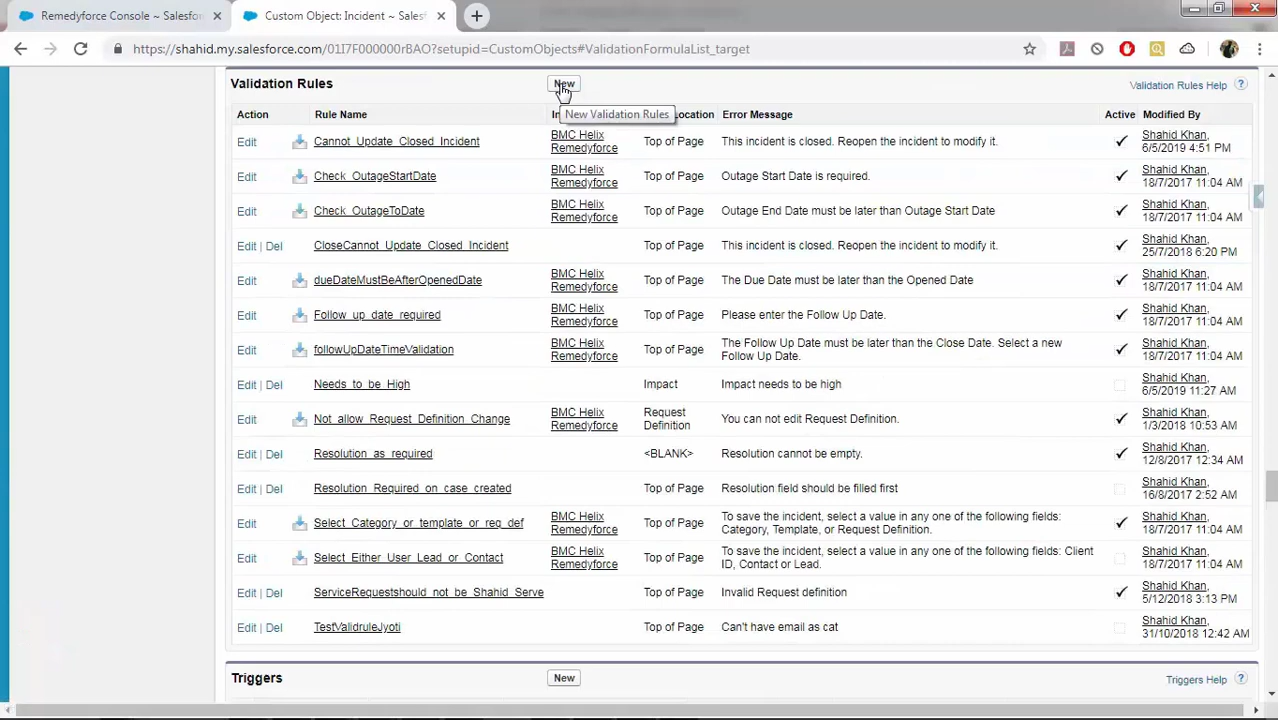 Remedyforce Console ~ Salesfor
Custom Object: Incident ~ Sales
https://shahid.my.salesforce.com/01I7F000000rBAO?setupid=CustomObjects#ValidationFormulaList_target
Validation Rules New Validation Rules Help ?
New Validation Rules
Action Rule Name Location Error Message Active Modified By
Edit Cannot_Update_Closed_Incident BMC Helix Remedyforce Top of Page This incident is closed. Reopen the incident to modify it. Shahid Khan, 6/5/2019 4:51 PM
Edit Check_OutageStartDate BMC Helix Remedyforce Top of Page Outage Start Date is required. Shahid Khan, 18/7/2017 11:04 AM
Edit Check_OutageToDate BMC Helix Remedyforce Top of Page Outage End Date must be later than Outage Start Date Shahid Khan, 18/7/2017 11:04 AM
Edit | Del CloseCannot_Update_Closed_Incident Top of Page This incident is closed. Reopen the incident to modify it. Shahid Khan, 25/7/2018 6:20 PM
Edit dueDateMustBeAfterOpenedDate BMC Helix Remedyforce Top of Page The Due Date must be later than the Opened Date Shahid Khan, 18/7/2017 11:04 AM
Edit Follow_up_date_required BMC Helix Remedyforce Top of Page Please enter the Follow Up Date. Shahid Khan, 18/7/2017 11:04 AM
Edit followUpDateTimeValidation BMC Helix Remedyforce Top of Page The Follow Up Date must be later than the Close Date. Select a new Follow Up Date. Shahid Khan, 18/7/2017 11:04 AM
Edit | Del Needs_to_be_High Impact Impact needs to be high Shahid Khan, 6/5/2019 11:27 AM
Edit Not_allow_Request_Definition_Change BMC Helix Remedyforce Request Definition You can not edit Request Definition. Shahid Khan, 1/3/2018 10:53 AM
Edit | Del Resolution_as_required <BLANK> Resolution cannot be empty. Shahid Khan, 12/8/2017 12:34 AM
Edit | Del Resolution_Required_on_case_created Top of Page Resolution field should be filled first Shahid Khan, 16/8/2017 2:52 AM
Edit Select_Category_or_template_or_req_def BMC Helix Remedyforce Top of Page To save the incident, select a value in any one of the following fields: Category, Template, or Request Definition. Shahid Khan, 18/7/2017 11:04 AM
Edit Select_Either_User_Lead_or_Contact BMC Helix Remedyforce Top of Page To save the incident, select a value in any one of the following fields: Client ID, Contact or Lead. Shahid Khan, 18/7/2017 11:04 AM
Edit | Del ServiceRequestshould_not_be_Shahid_Serve Top of Page Invalid Request definition Shahid Khan, 5/12/2018 3:13 PM
Edit | Del TestValidruleJyoti Top of Page Can't have email as cat Shahid Khan, 31/10/2018 12:42 AM
Triggers New Triggers Help ?